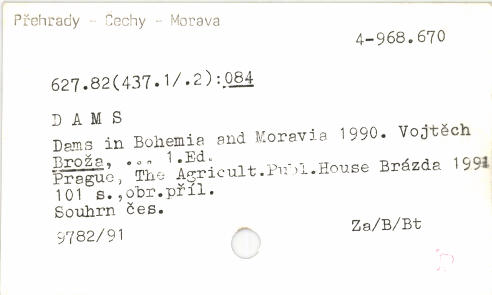 Přehrady - Čechy - Morava
4-968.670
627.82(437.1/.2):084
D A M S
Dams in Bohemia and Moravia 1990. Vojtěch
Broža, ... 1.Ed.
Prague, The Agricult.Publ.House Brázda 1991
101 s.,obr.příl.
Souhrn čes.
9782/91
Za/B/Bt